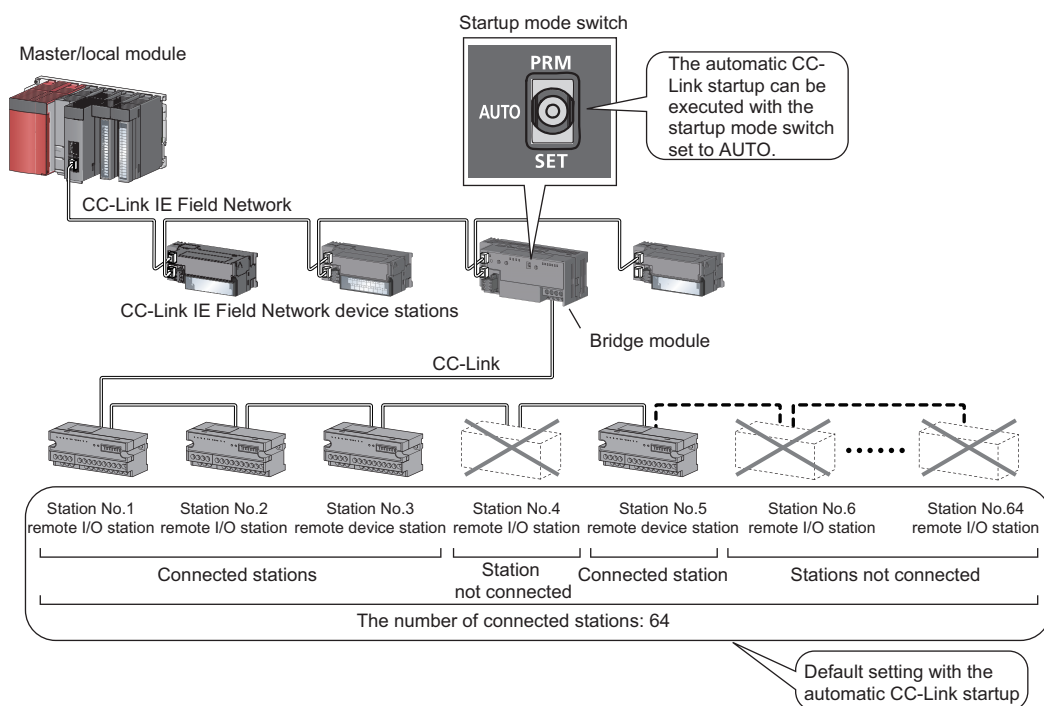 Startup mode switch
Master/local module
PRM
AUTO
SET
The automatic CC-
Link startup can be
executed with the
startup mode switch
set to AUTO.
CC-Link IE Field Network
CC-Link IE Field Network device stations
Bridge module
CC-Link
Station No.1
remote I/O station
Station No.2
remote I/O station
Station No.3
remote device station
Station No.4
remote I/O station
Station No.5
remote device station
Station No.6
remote I/O station
Station No.64
remote I/O station
Connected stations
Station
not connected
Connected station
Stations not connected
The number of connected stations: 64
Default setting with the
automatic CC-Link startup